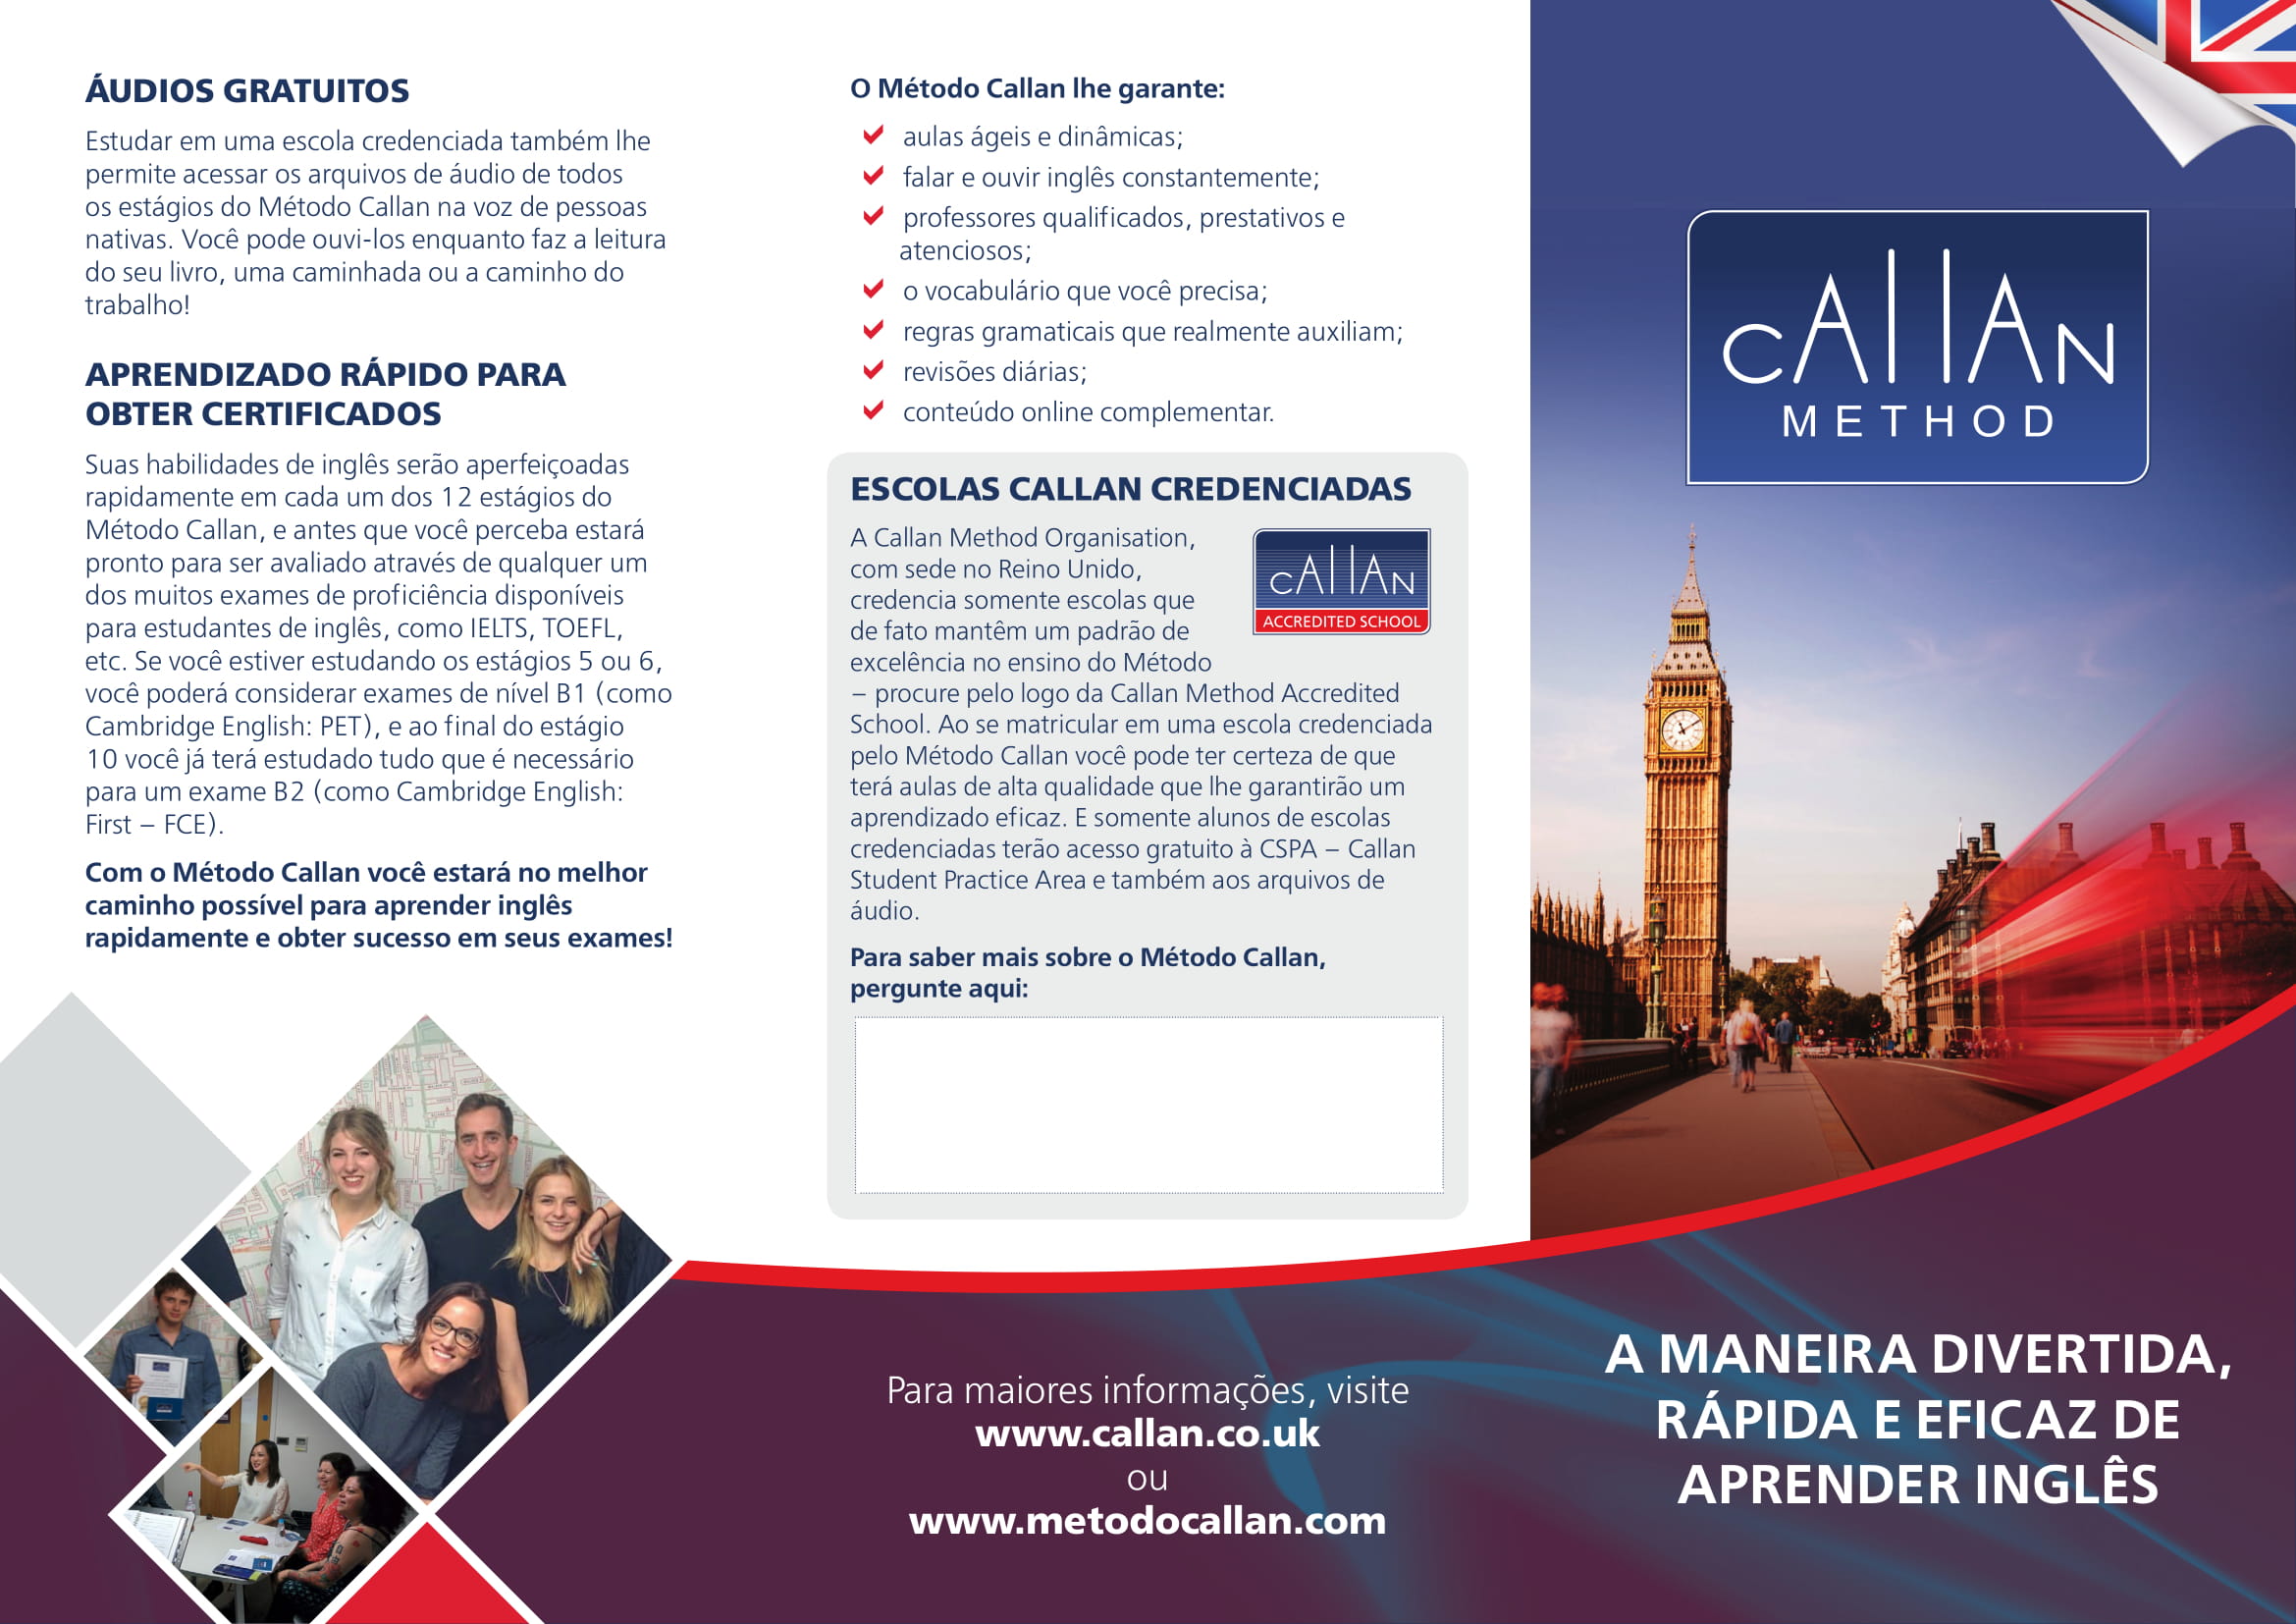 ÁUDIOS GRATUITOS
Estudar em uma escola credenciada também lhe
permite acessar os arquivos de áudio de todos
os estágios do Método Callan na voz de pessoas
nativas. Você pode ouvi-los enquanto faz a leitura
do seu livro, uma caminhada ou a caminho do
trabalho!
APRENDIZADO RÁPIDO PARA
OBTER CERTIFICADOS
Suas habilidades de inglês serão aperfeiçoadas
rapidamente em cada um dos 12 estágios do
Método Callan, e antes que você perceba estará
pronto para ser avaliado através de qualquer um
dos muitos exames de proficiência disponíveis
para estudantes de inglês, como IELTS, TOEFL,
etc. Se você estiver estudando os estágios 5 ou 6,
você poderá considerar exames de nível B1 (como
Cambridge English: PET), e ao final do estágio
10 você já terá estudado tudo que é necessário
para um exame B2 (como Cambridge English:
First – FCE).
Com o Método Callan você estará no melhor
caminho possível para aprender inglês
rapidamente e obter sucesso em seus exames!
O Método Callan lhe garante:
aulas ágeis e dinâmicas;
falar e ouvir inglês constantemente;
professores qualificados, prestativos e
atenciosos;
o vocabulário que você precisa;
regras gramaticais que realmente auxiliam;
revisões diárias;
conteúdo online complementar.
ESCOLAS CALLAN CREDENCIADAS
A Callan Method Organisation,
com sede no Reino Unido,
credencia somente escolas que
de fato mantêm um padrão de
excelência no ensino do Método
– procure pelo logo da Callan Method Accredited
School. Ao se matricular em uma escola credenciada
pelo Método Callan você pode ter certeza de que
terá aulas de alta qualidade que lhe garantirão um
aprendizado eficaz. E somente alunos de escolas
credenciadas terão acesso gratuito à CSPA – Callan
Student Practice Area e também aos arquivos de
áudio.
CAllAN
ACCREDITED SCHOOL
Para saber mais sobre o Método Callan,
pergunte aqui:
Para maiores informações, visite
www.callan.co.uk
ou
www.metodocallan.com
CAllAN
METHOD
A MANEIRA DIVERTIDA,
RÁPIDA E EFICAZ DE
APRENDER INGLÊS